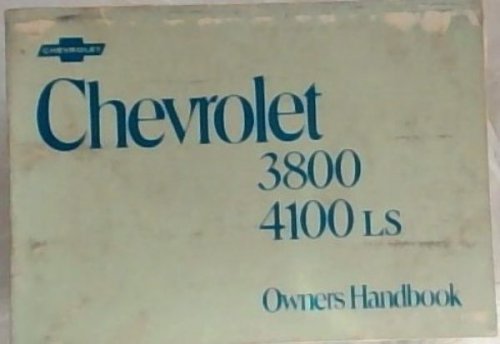 CHEVROLET
Chevrolet
3800
4100 LS
Owners Handbook